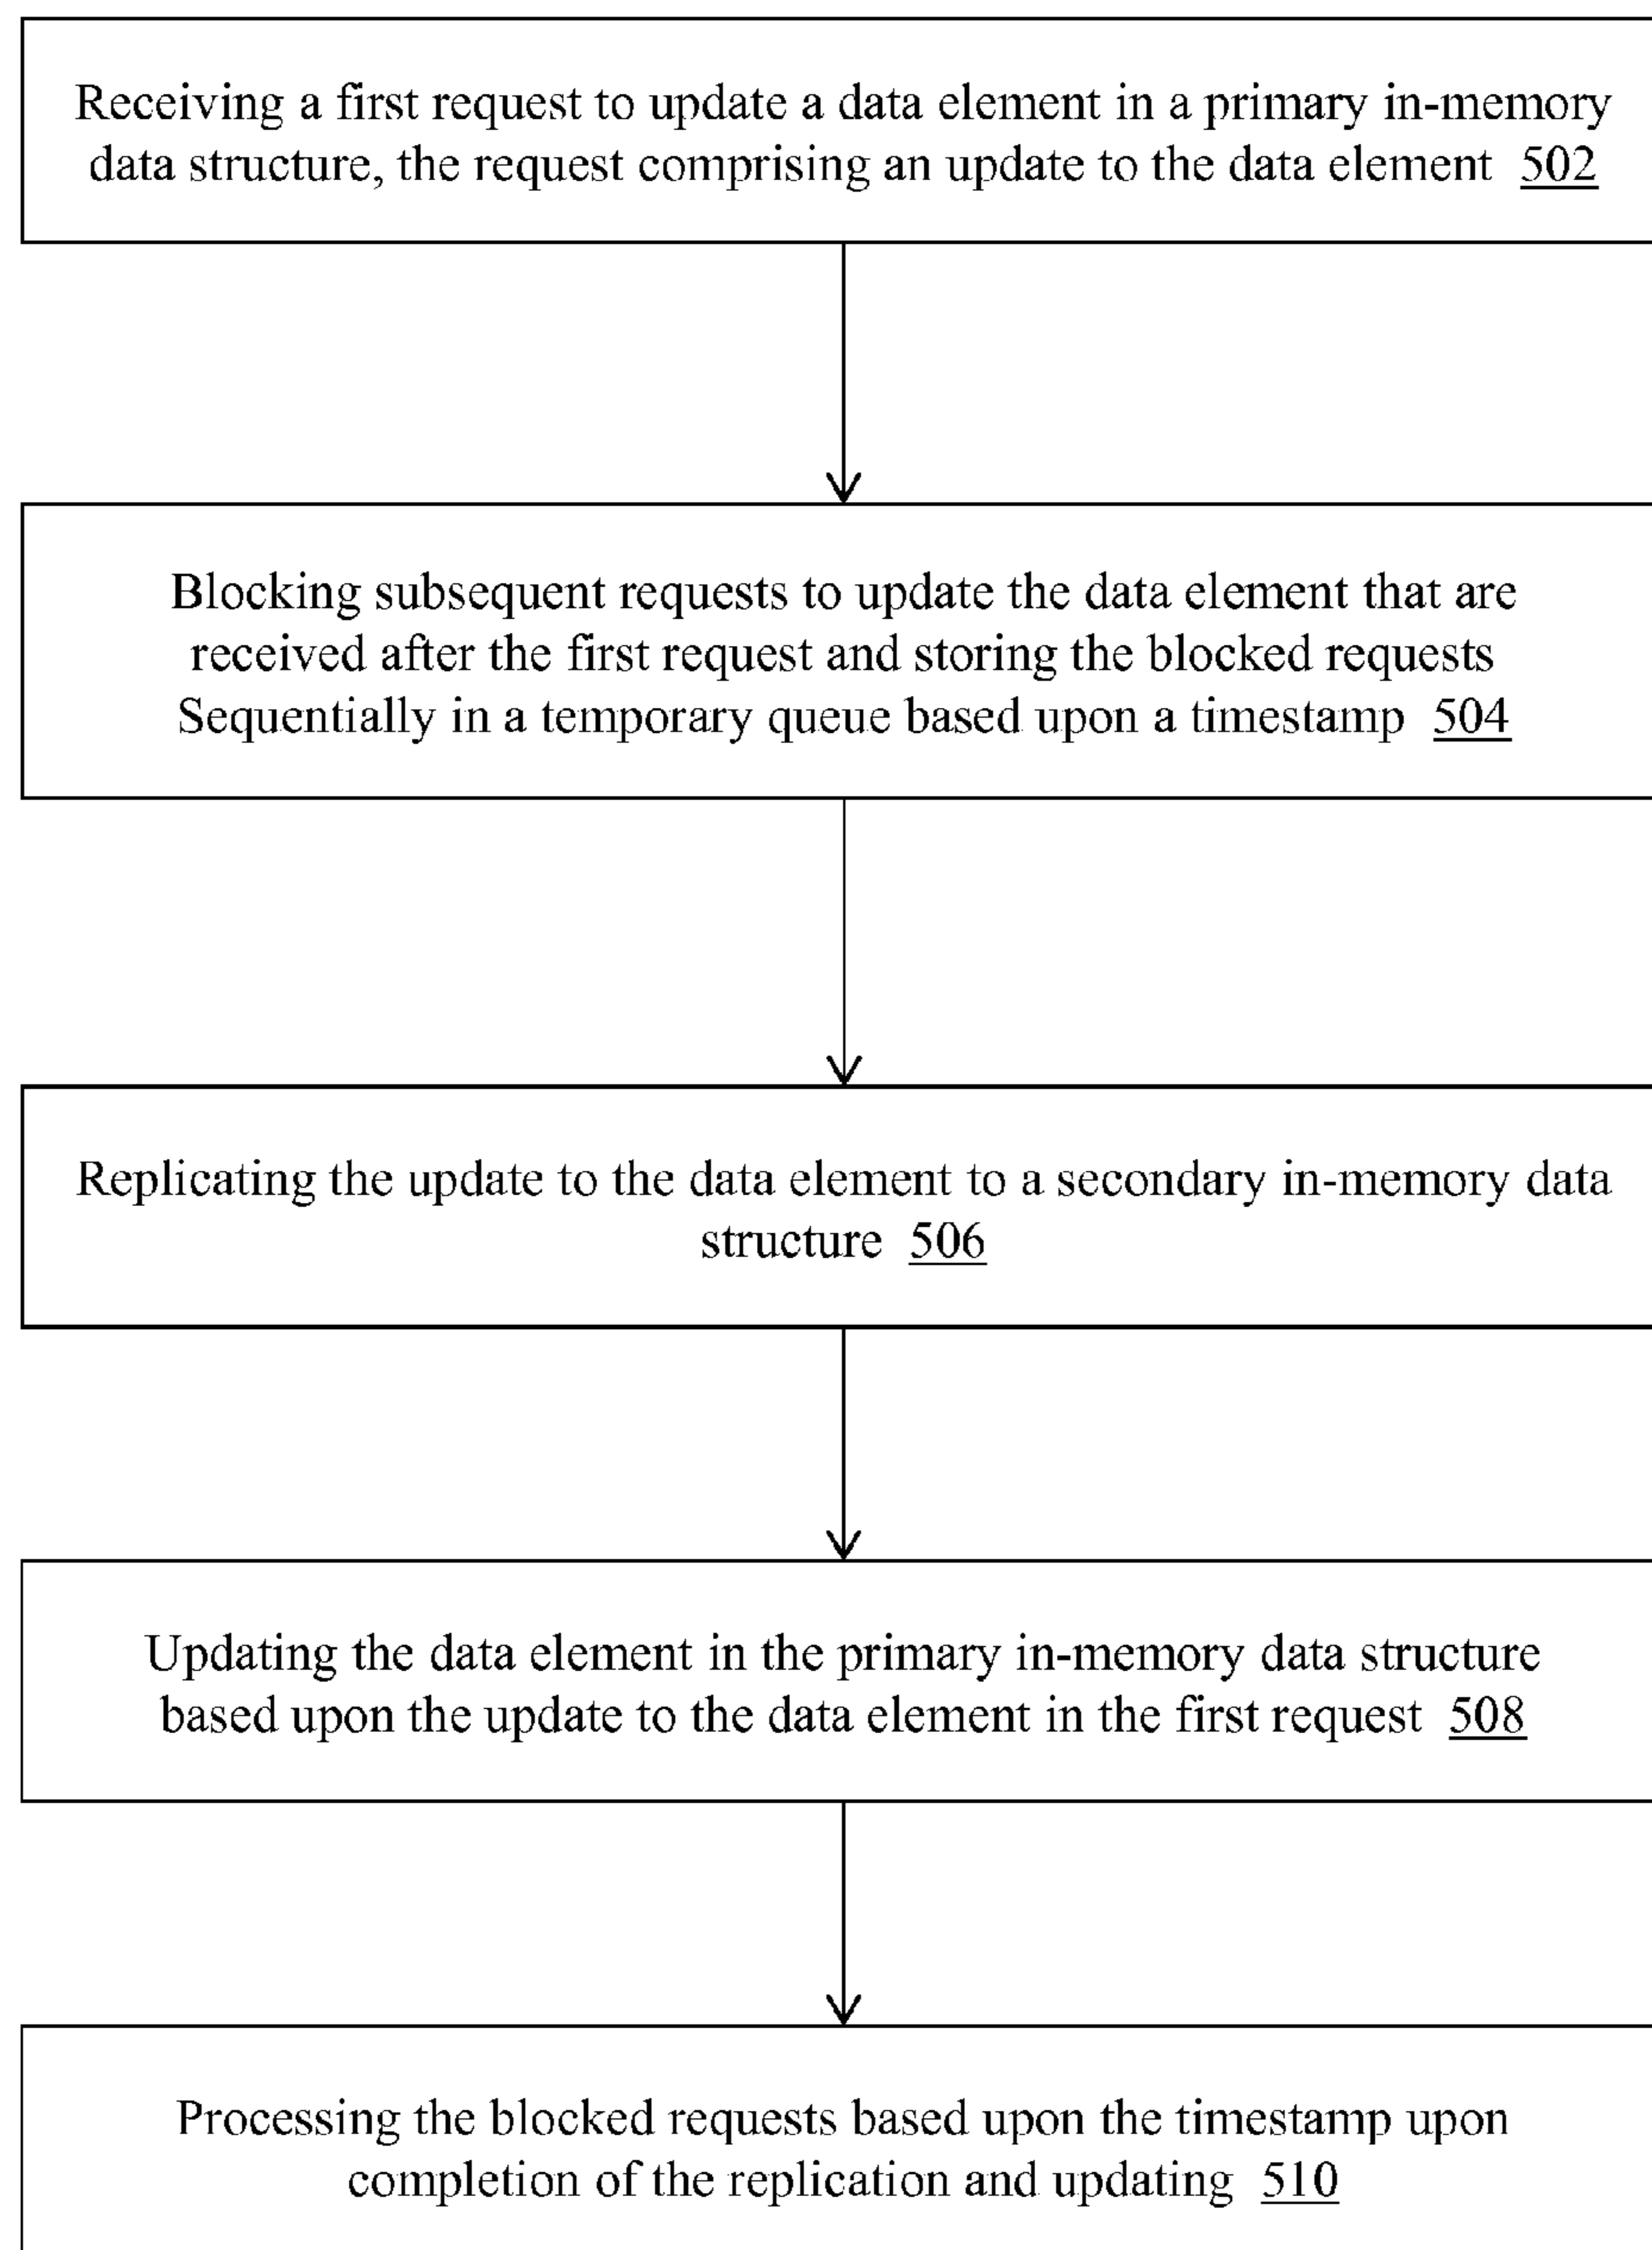 Receiving a first request to update a data element in a primary in-memory
data structure, the request comprising an update to the data element 502
Blocking subsequent requests to update the data element that are
received after the first request and storing the blocked requests
Sequentially in a temporary queue based upon a timestamp 504
Replicating the update to the data element to a secondary in-memory data
structure 506
Updating the data element in the primary in-memory data structure
based upon the update to the data element in the first request 508
Processing the blocked requests based upon the timestamp upon
completion of the replication and updating 510